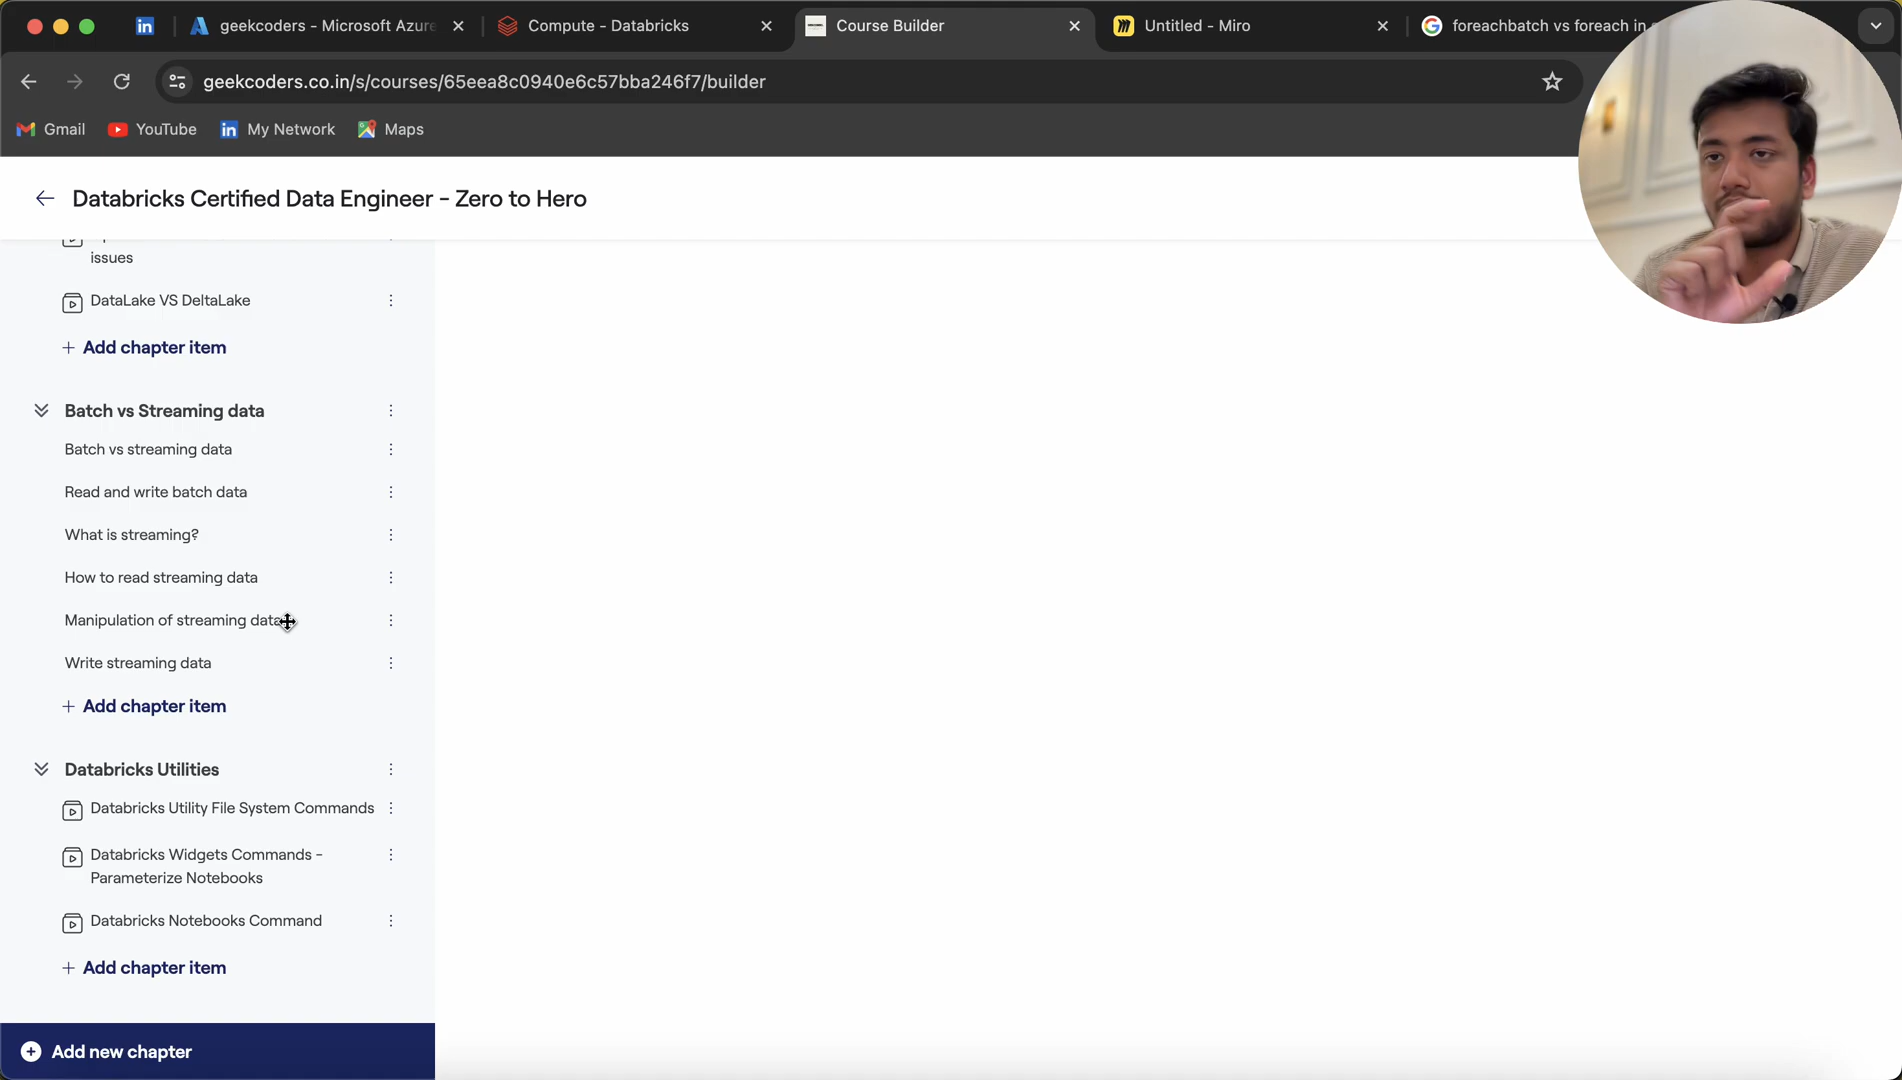 geekcoders - Microsoft Azure
Compute - Databricks
Course Builder
Untitled - Miro
foreachbatch vs foreach in
geekcoders.co.in/s/courses/65eea8c0940e6c57bba246f7/builder
Gmail
YouTube
My Network
Maps
Databricks Certified Data Engineer - Zero to Hero
issues
DataLake VS DeltaLake
+ Add chapter item
Batch vs Streaming data
Batch vs streaming data
Read and write batch data
What is streaming?
How to read streaming data
Manipulation of streaming data
Write streaming data
+ Add chapter item
Databricks Utilities
Databricks Utility File System Commands
Databricks Widgets Commands -
Parameterize Notebooks
Databricks Notebooks Command
+ Add chapter item
Add new chapter